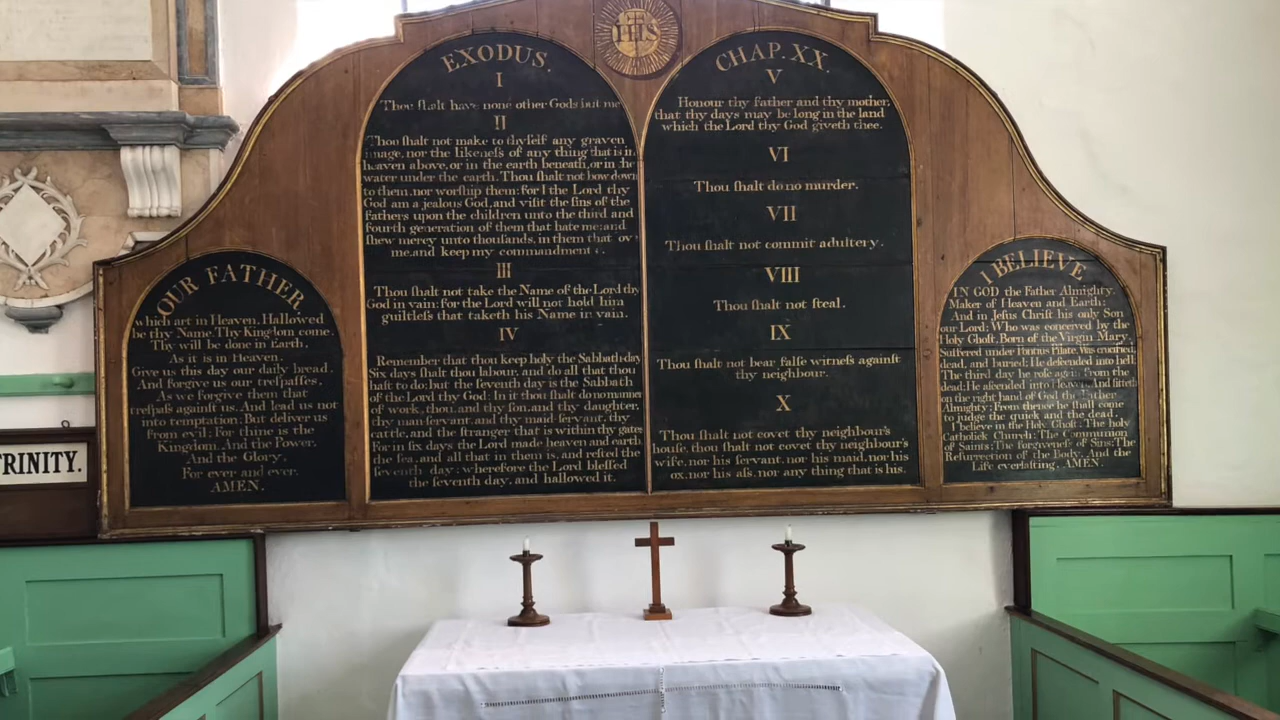 IHS
EXODUS.
I
Thou ſhalt have none other Gods but me
II
Thou ſhalt not make to thyſelf any graven
image, nor the likeneſs of any thing that is in
heaven above, or in the earth beneath, or in the
water under the earth. Thou ſhalt not bow down
to them, nor worſhip them: for I the Lord thy
God am a jealous God, and viſit the ſins of the
fathers upon the children unto the third and
fourth generation of them that hate me: and
ſhew mercy unto thouſands, in them that
me and keep my
III
Thou ſhalt not take the Name of the Lord thy
God in vain: for the Lord will not hold him
guiltleſs that taketh his Name in vain.
IV
Remember that thou keep holy the Sabbath-day
Six days ſhalt thou labour, and do all that thou
haſt to do: but the ſeventh day is the Sabbath
of the Lord thy God: In it thou ſhalt do no manner
of work, thou, and thy ſon, and thy daughter,
thy man-ſervant, and thy maid-ſervant, thy
cattle, and the ſtranger that is within thy gates
For in ſix days the Lord made heaven and earth
the ſea, and all that in them is, and reſted the
ſeventh day: wherefore the Lord bleſſed
the ſeventh day, and hallowed it.
CHAP. XX.
V
Honour thy father and thy mother,
that thy days may be long in the land
which the Lord thy God giveth thee.
VI
Thou ſhalt do no murder.
VII
Thou ſhalt not commit adultery.
VIII
Thou ſhalt not ſteal.
IX
Thou ſhalt not bear falſe witneſs againſt
thy neighbour.
X
Thou ſhalt not covet thy neighbour's
houſe, thou ſhalt not covet thy neighbour's
wife, nor his ſervant, nor his maid, nor his
ox, nor his aſs, nor any thing that is his.
OUR FATHER,
which art in Heaven, Hallowed
be thy Name, Thy Kingdom come.
Thy will be done in Earth,
As it is in Heaven.
Give us this day our daily bread.
And forgive us our treſpaſſes,
As we forgive them that
treſpaſs againſt us. And lead us not
into temptation; But deliver us
from evil: For thine is the
Kingdom, And the Power,
And the Glory,
For ever and ever.
AMEN.
I BELIEVE
IN GOD the Father Almighty,
Maker of Heaven and Earth:
And in Jeſus Chriſt his only Son
our Lord: Who was conceived by the
Holy Ghoſt, Born of the Virgin Mary,
Suffered under Pontius Pilate, Was crucified
dead, and buried; He deſcended into hell;
The third day he roſe again from the
dead; He aſcended into Heaven, And ſitteth
on the right hand of God the Father
Almighty; From thence he ſhall come
to judge the quick and the dead.
I believe in the Holy Ghoſt: The holy
Catholick Church; The Communion
of Saints; The forgiveneſs of Sins; The
Reſurrection of the Body, And the
Life everlaſting. AMEN.
TRINITY.